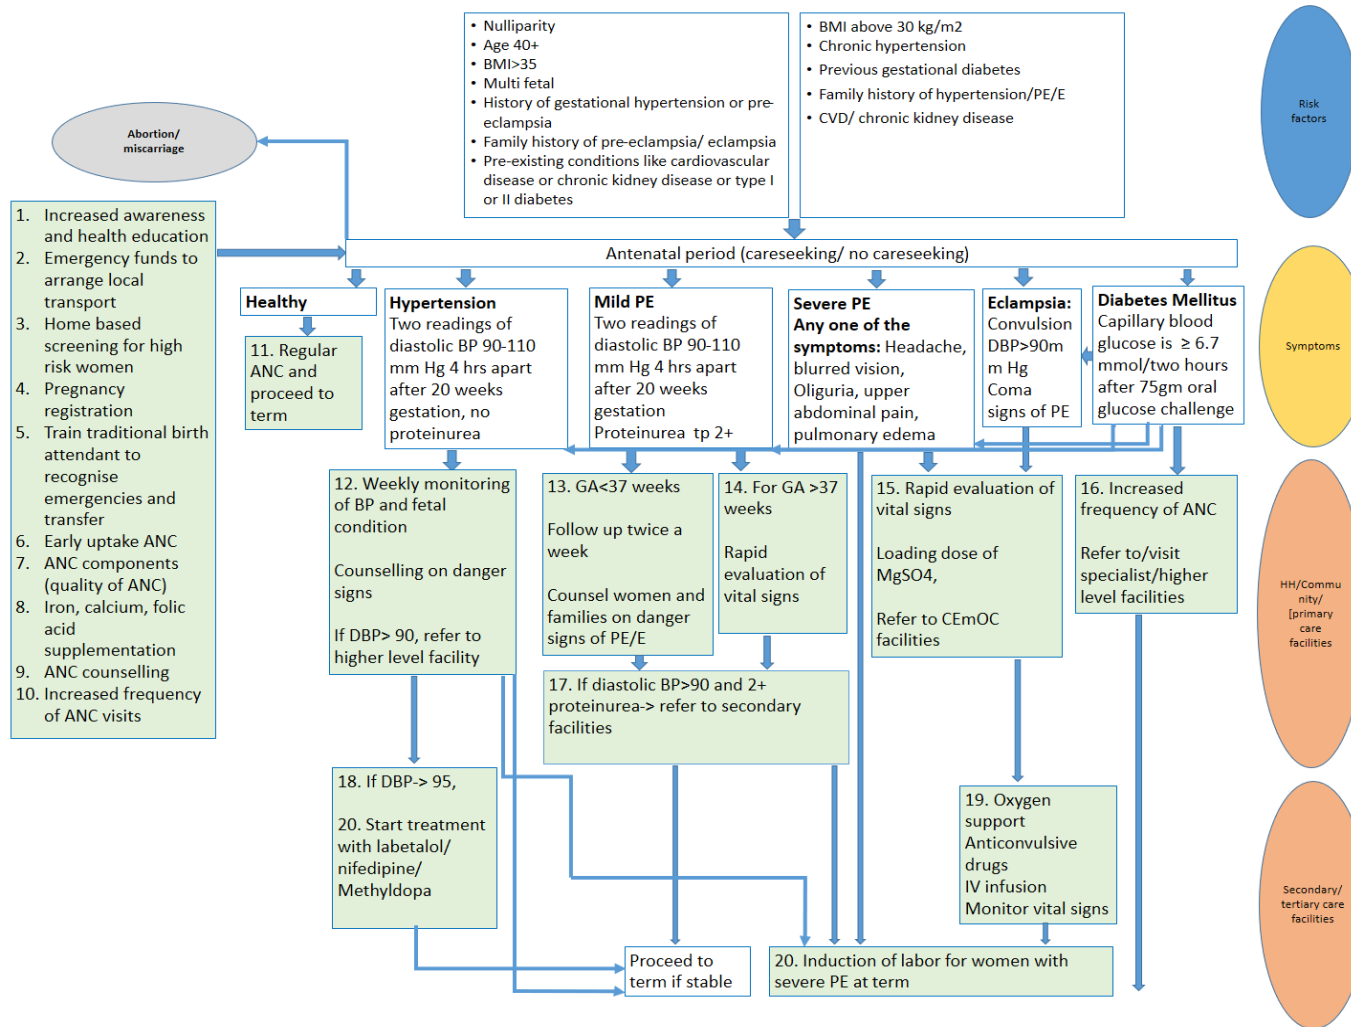 • Nulliparity
• Age 40+
• BMI>35
• Multi fetal
• History of gestational hypertension or pre-
eclampsia
• Family history of pre-eclampsia/ eclampsia
• Pre-existing conditions like cardiovascular
disease or chronic kidney disease or type I
or II diabetes
• BMI above 30 kg/m2
• Chronic hypertension
• Previous gestational diabetes
• Family history of hypertension/PE/E
• CVD/ chronic kidney disease
Risk
factors
Abortion/
miscarriage
1. Increased awareness
and health education
2. Emergency funds to
arrange local
transport
3. Home based
screening for high
risk women
4. Pregnancy
registration
5. Train traditional birth
attendant to
recognise
emergencies and
transfer
6. Early uptake ANC
7. ANC components
(quality of ANC)
8. Iron, calcium, folic
acid
supplementation
9. ANC counselling
10. Increased frequency
of ANC visits
Antenatal period (careseeking/ no careseeking)
Healthy
11. Regular
ANC and
proceed to
term
Hypertension
Two readings of
diastolic BP 90-110
mm Hg 4 hrs apart
after 20 weeks
gestation, no
proteinurea
Mild PE
Two readings of
diastolic BP 90-110
mm Hg 4 hrs apart
after 20 weeks
gestation
Proteinurea tp 2+
Severe PE
Any one of the
symptoms: Headache,
blurred vision,
Oliguria, upper
abdominal pain,
pulmonary edema
Eclampsia:
Convulsion
DBP>90m
m Hg
Coma
signs of PE
Diabetes Mellitus
Capillary blood
glucose is ≥ 6.7
mmol/two hours
after 75gm oral
glucose challenge
Symptoms
12. Weekly monitoring
of BP and fetal
condition
Counselling on danger
signs
If DBP> 90, refer to
higher level facility
13. GA<37 weeks
Follow up twice a
week
Counsel women and
families on danger
signs of PE/E
14. For GA >37
weeks
Rapid
evaluation of
vital signs
15. Rapid evaluation of
vital signs
Loading dose of
MgSO4,
Refer to CEmOC
facilities
16. Increased
frequency of ANC
Refer to/visit
specialist/higher
level facilities
HH/Commu
nity/
[primary care
facilities
17. If diastolic BP>90 and 2+
proteinurea-> refer to secondary
facilities
18. If DBP-> 95,
20. Start treatment
with labetalol/
nifedipine/
Methyldopa
19. Oxygen
support
Anticonvulsive
drugs
IV infusion
Monitor vital signs
Secondary/
tertiary care
facilities
Proceed to
term if stable
20. Induction of labor for women with
severe PE at term